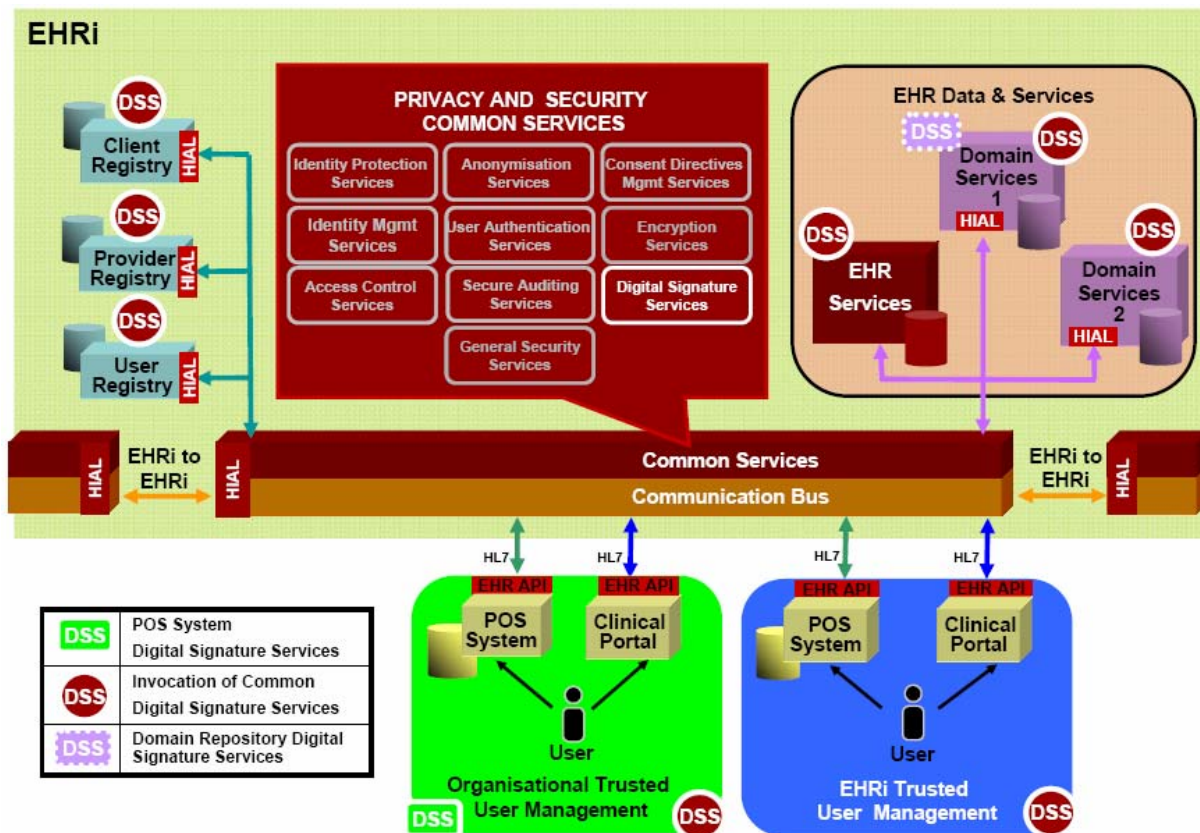 EHRi
DSS
Client
Registry
HIAL
DSS
Provider
Registry
HIAL
DSS
User
Registry
HIAL
PRIVACY AND SECURITY
COMMON SERVICES
Identity Protection
Services
Anonymisation
Services
Consent Directives
Mgmt Services
Identity Mgmt
Services
User Authentication
Services
Encryption
Services
Access Control
Services
Secure Auditing
Services
Digital Signature
Services
General Security
Services
EHR Data & Services
DSS
DSS
Domain
Services
1
HIAL
DSS
EHR
Services
DSS
Domain
Services
2
HIAL
HIAL
EHRi to
EHRi
HIAL
Common Services
Communication Bus
EHRi to
EHRi
HIAL
HL7
HL7
HL7
HL7
EHR API
POS
System
EHR API
Clinical
Portal
User
Organisational Trusted
User Management
DSS
DSS
EHR API
POS
System
EHR API
Clinical
Portal
User
EHRi Trusted
User Management
DSS
DSS
POS System
Digital Signature Services
DSS
Invocation of Common
Digital Signature Services
DSS
Domain Repository Digital
Signature Services